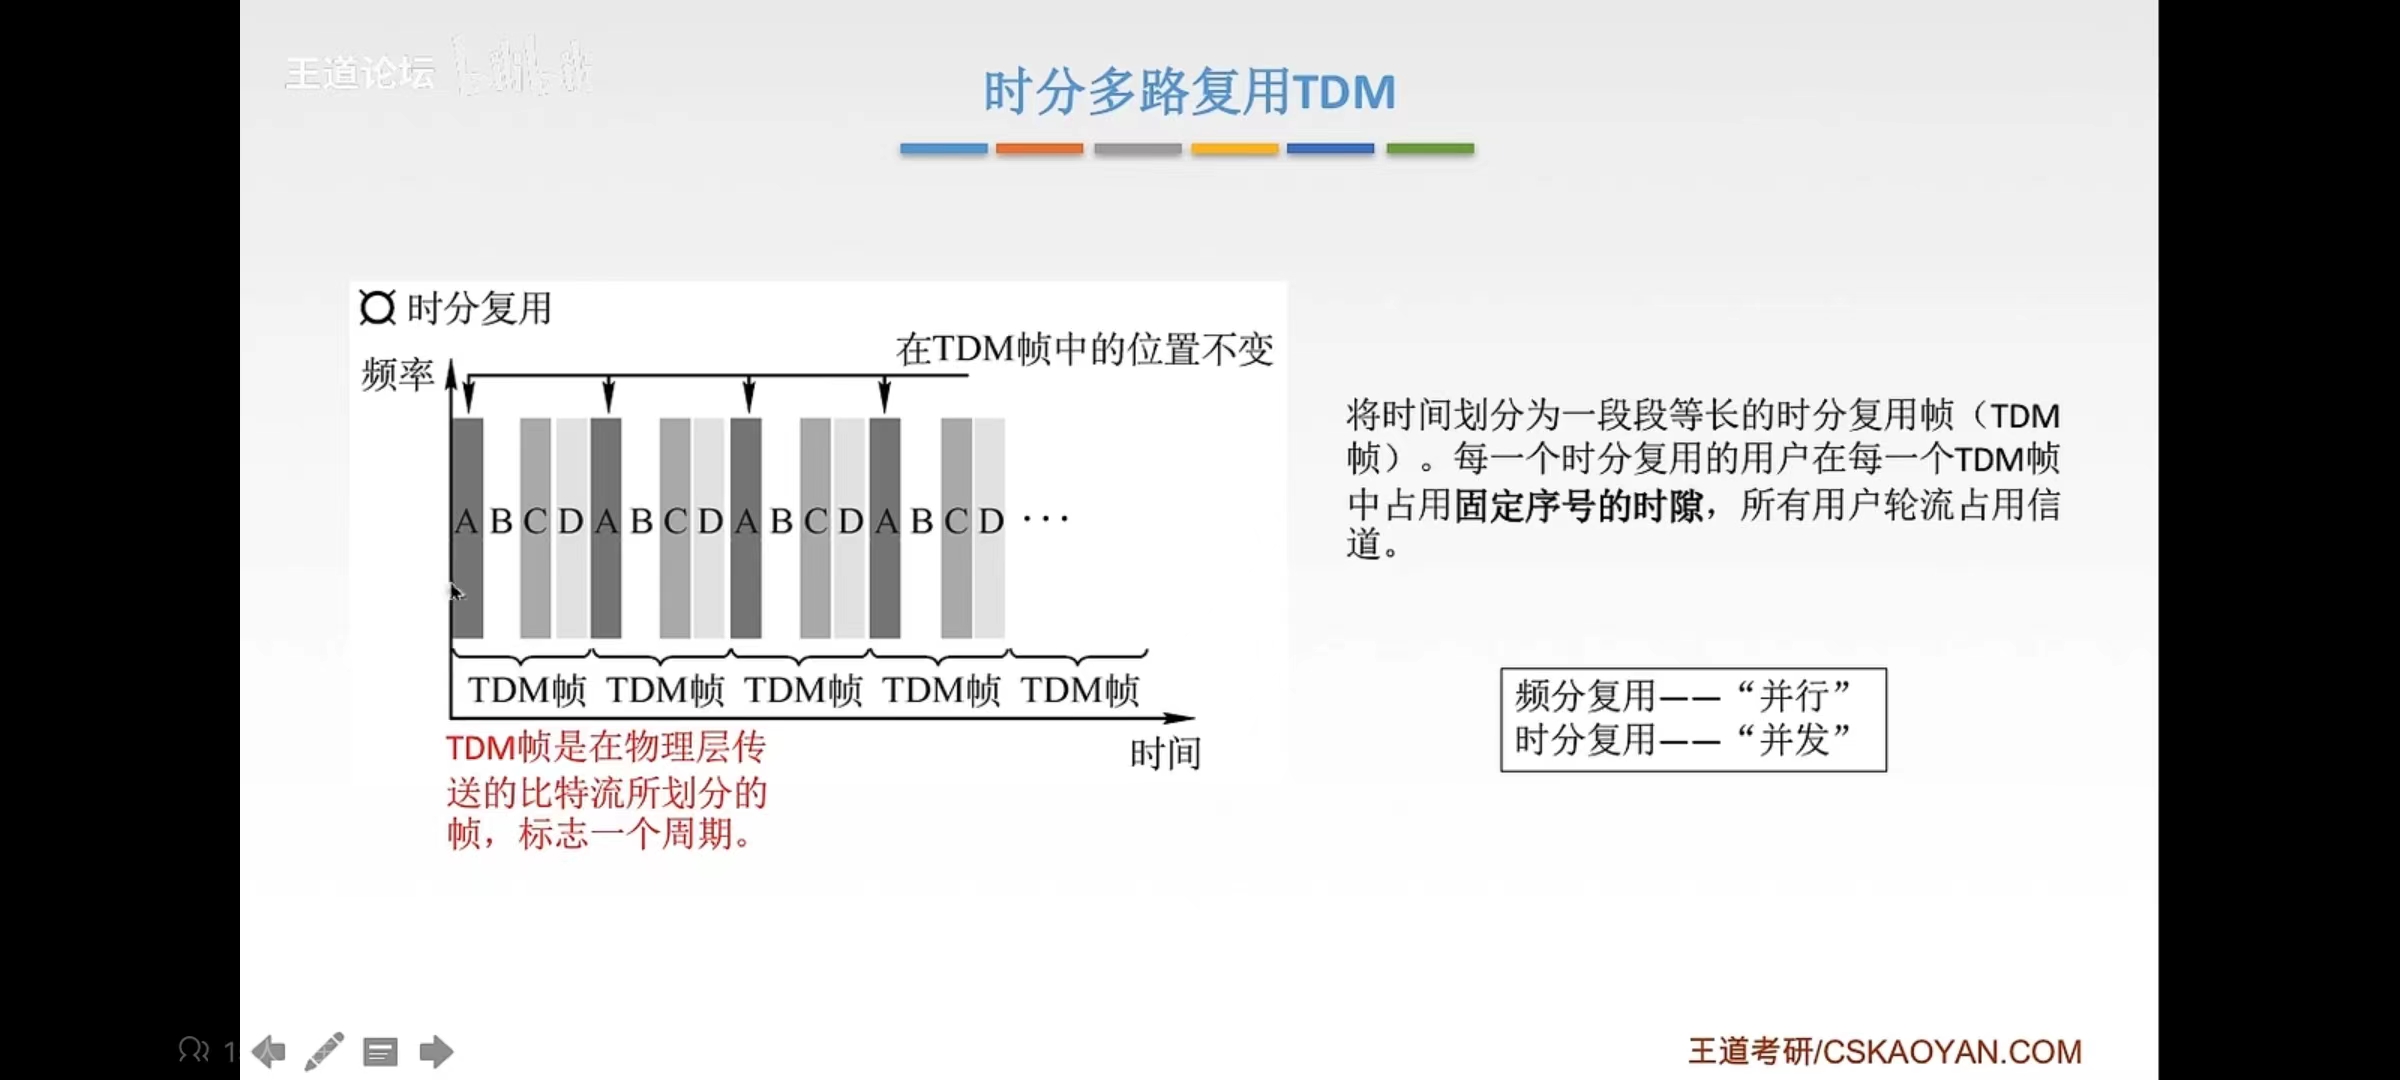 王道论坛
时分多路复用TDM
时分复用
在TDM帧中的位置不变
频率
A B C D A B C D A B C D A B C D ···
TDM帧 TDM帧 TDM帧 TDM帧 TDM帧
时间
TDM帧是在物理层传
送的比特流所划分的
帧，标志一个周期。
将时间划分为一段段等长的时分复用帧（TDM
帧）。每一个时分复用的用户在每一个TDM帧
中占用固定序号的时隙，所有用户轮流占用信
道。
频分复用——“并行”
时分复用——“并发”
王道考研/CSKAOYAN.COM